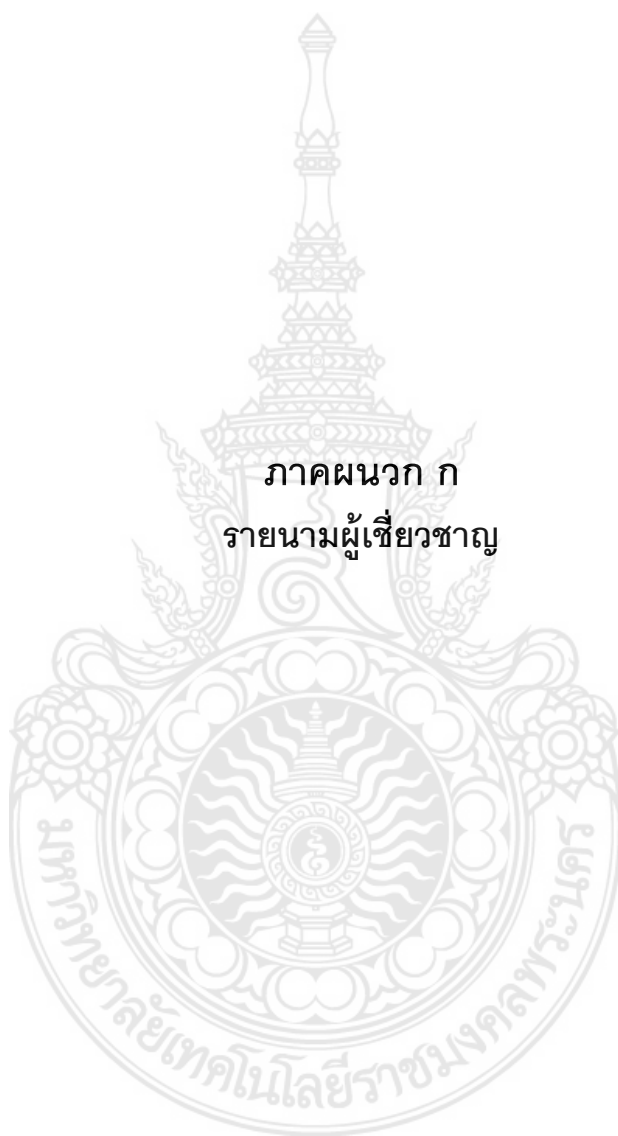 ภาคผนวก ก
รายนามผู้เชี่ยวชาญ
มหาวิทยาลัยเทคโนโลยีราชมงคลพระนคร